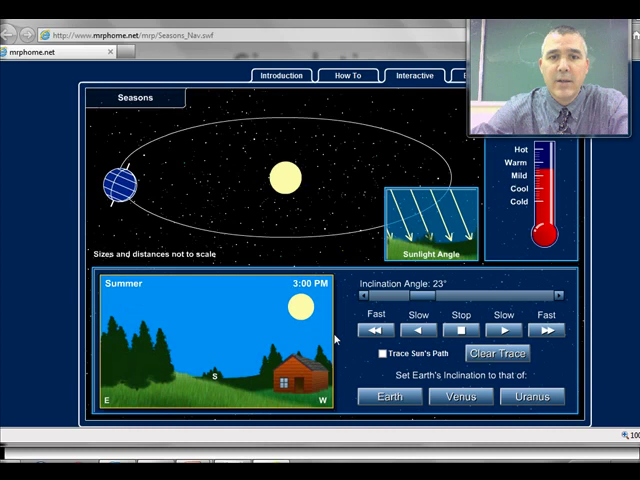 http://www.mrphome.net/mrp/Seasons_Nav.swf
mrphome.net
Introduction
How To
Interactive
Seasons
Hot
Warm
Mild
Cool
Cold
Sizes and distances not to scale
Sunlight Angle
Summer
3:00 PM
S
E
W
Inclination Angle: 23°
Fast
Slow
Stop
Slow
Fast
Trace Sun's Path
Clear Trace
Set Earth's Inclination to that of:
Earth
Venus
Uranus